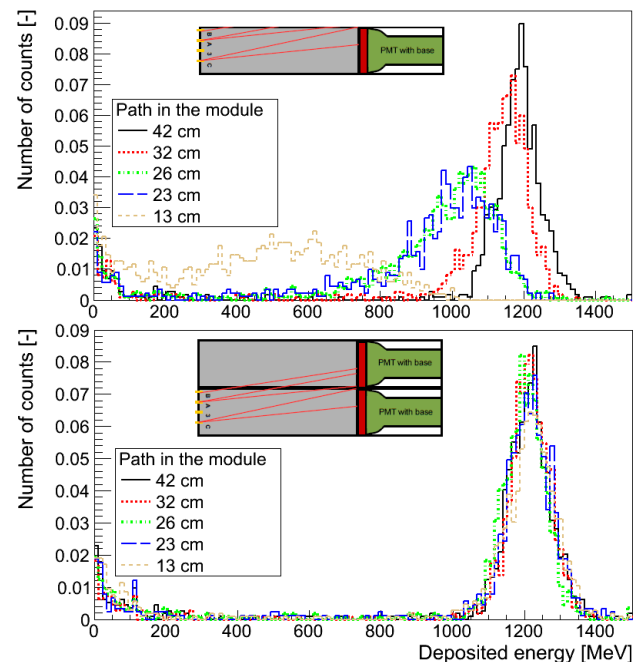 Number of counts [-]
0.09
0.08
0.07
0.06
0.05
0.04
0.03
0.02
0.01
0
B A S C
PMT with base
Path in the module
42 cm
32 cm
26 cm
23 cm
13 cm
0 200 400 600 800 1000 1200 1400
Number of counts [-]
0.09
0.08
0.07
0.06
0.05
0.04
0.03
0.02
0.01
0
PMT with base
B A S C
PMT with base
Path in the module
42 cm
32 cm
26 cm
23 cm
13 cm
0 200 400 600 800 1000 1200 1400
Deposited energy [MeV]